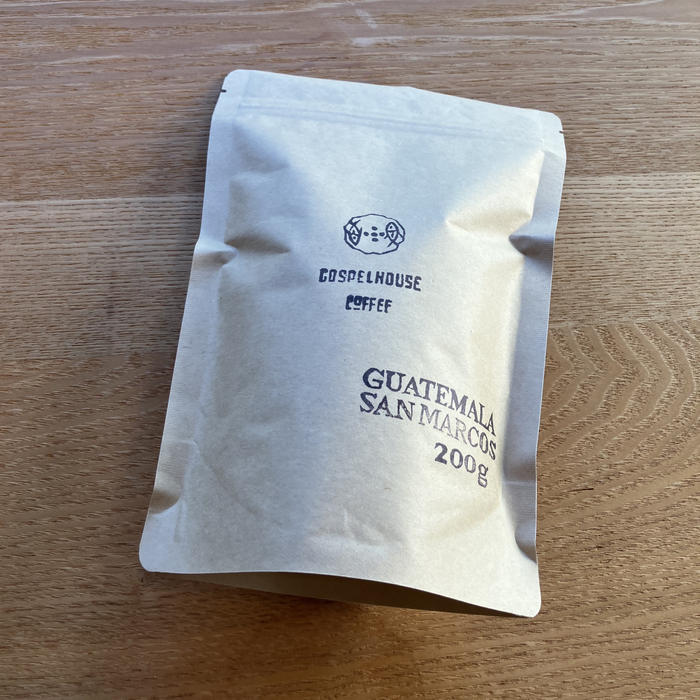 GOSPELHOUSE
COFFEE
GUATEMALA
SAN MARCOS
200g